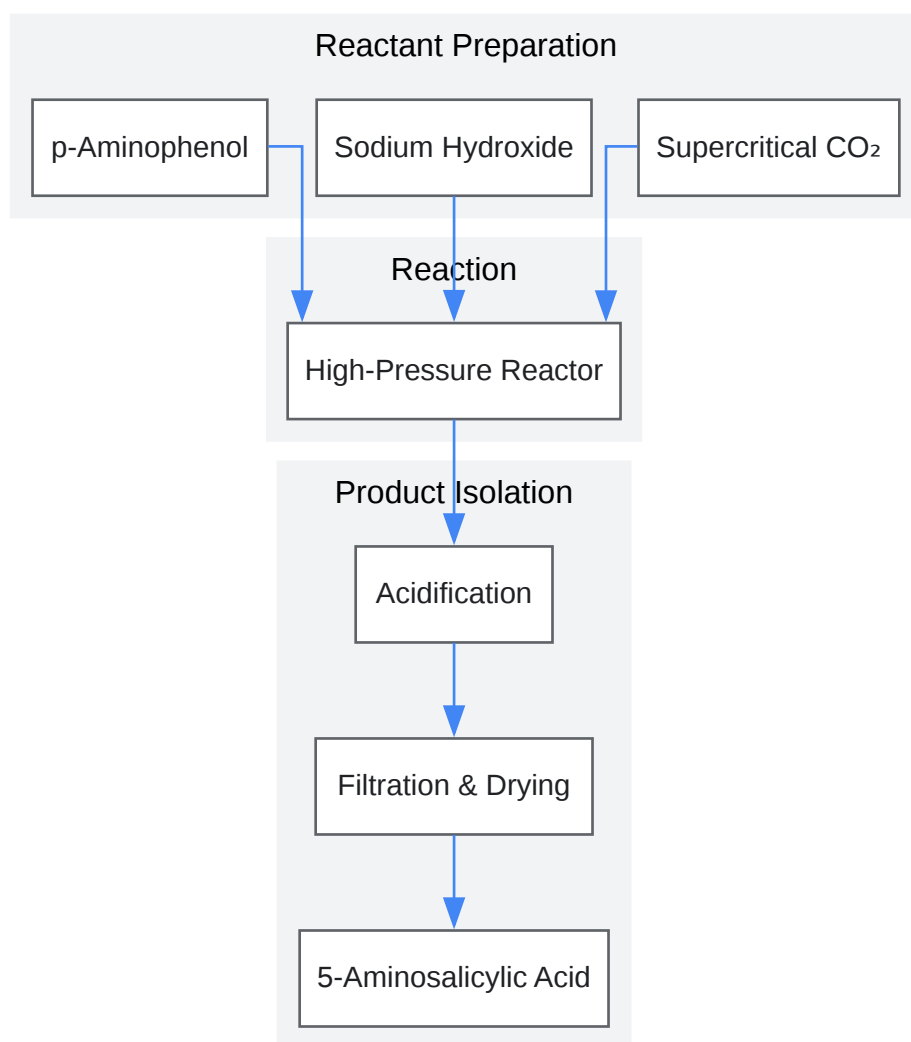 Reactant Preparation
p-Aminophenol
Sodium Hydroxide
Supercritical CO₂
Reaction
High-Pressure Reactor
Product Isolation
Acidification
Filtration & Drying
5-Aminosalicylic Acid